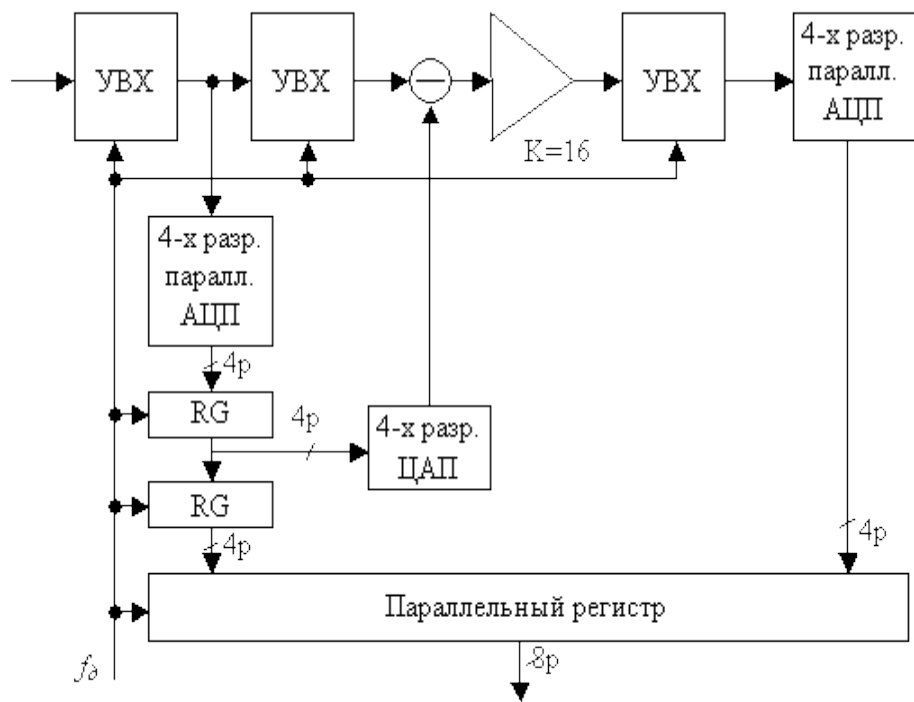 УВХ
УВХ
УВХ
4-х разр.
паралл.
АЦП
К=16
4-х разр.
паралл.
АЦП
4р
RG
4р
4-х разр.
ЦАП
RG
4р
4р
Параллельный регистр
fд
8р